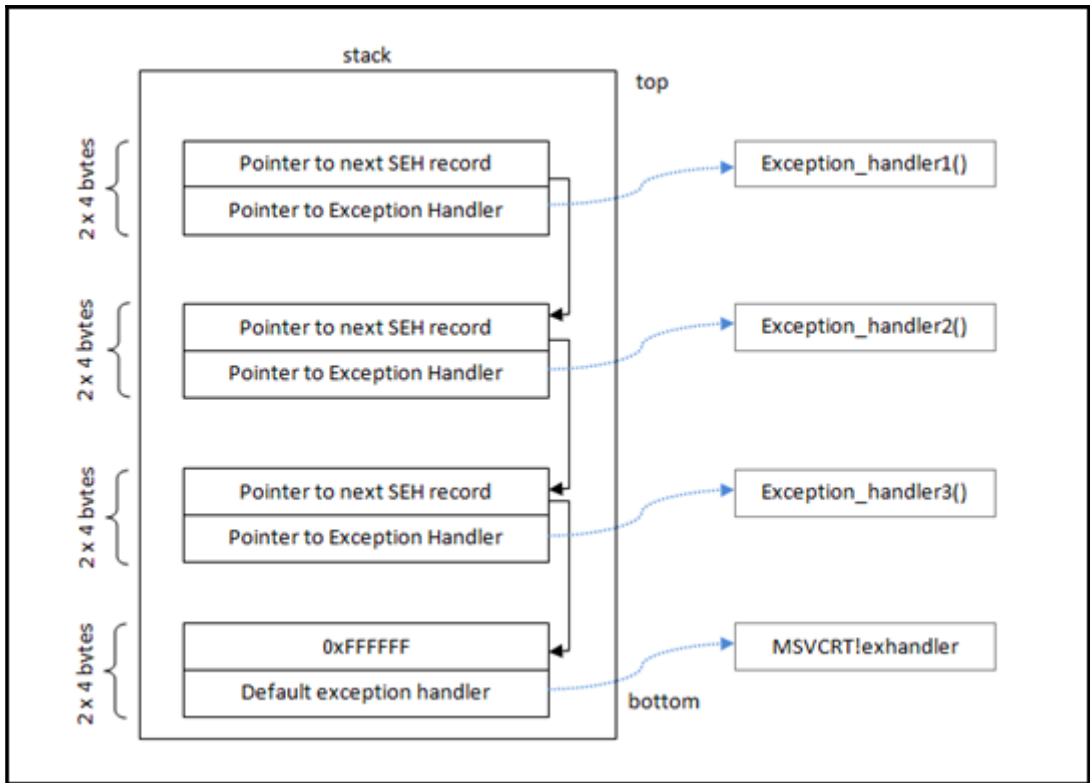 stack
top
2 x 4 bytes
Pointer to next SEH record
Pointer to Exception Handler
Exception_handler1()
2 x 4 bytes
Pointer to next SEH record
Pointer to Exception Handler
Exception_handler2()
2 x 4 bytes
Pointer to next SEH record
Pointer to Exception Handler
Exception_handler3()
2 x 4 bytes
0xFFFFFF
Default exception handler
MSVCRT!exhandler
bottom